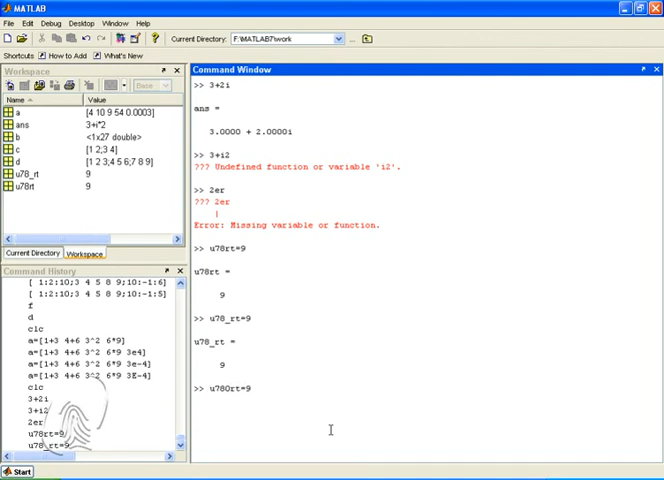 MATLAB
File Edit Debug Desktop Window Help
Current Directory: F:\MATLAB7\work
Shortcuts How to Add What's New
Workspace
Base
Name Value
a [4 10 9 54 0.0003]
ans 3+i*2
b <1x27 double>
c [1 2;3 4]
d [1 2 3;4 5 6;7 8 9]
u78_rt 9
u78rt 9
Current Directory Workspace
Command History
[ 1:2:10;3 4 5 8 9;10:-1:6]
[ 1:2:10;3 4 5 8 9;10:-1:5]
f
d
clc
a=[1+3 4+6 3^2 6*9]
a=[1+3 4+6 3^2 6*9 3e4]
a=[1+3 4+6 3^2 6*9 3e-4]
a=[1+3 4+6 3^2 6*9 3E-4]
clc
3+2i
3+i2
2er
u78rt=9
u78_rt=9
Command Window
>> 3+2i
ans =
3.0000 + 2.0000i
>> 3+i2
??? Undefined function or variable 'i2'.
>> 2er
??? 2er
|
Error: Missing variable or function.
>> u78rt=9
u78rt =
9
>> u78_rt=9
u78_rt =
9
>> u78Ort=9
Start